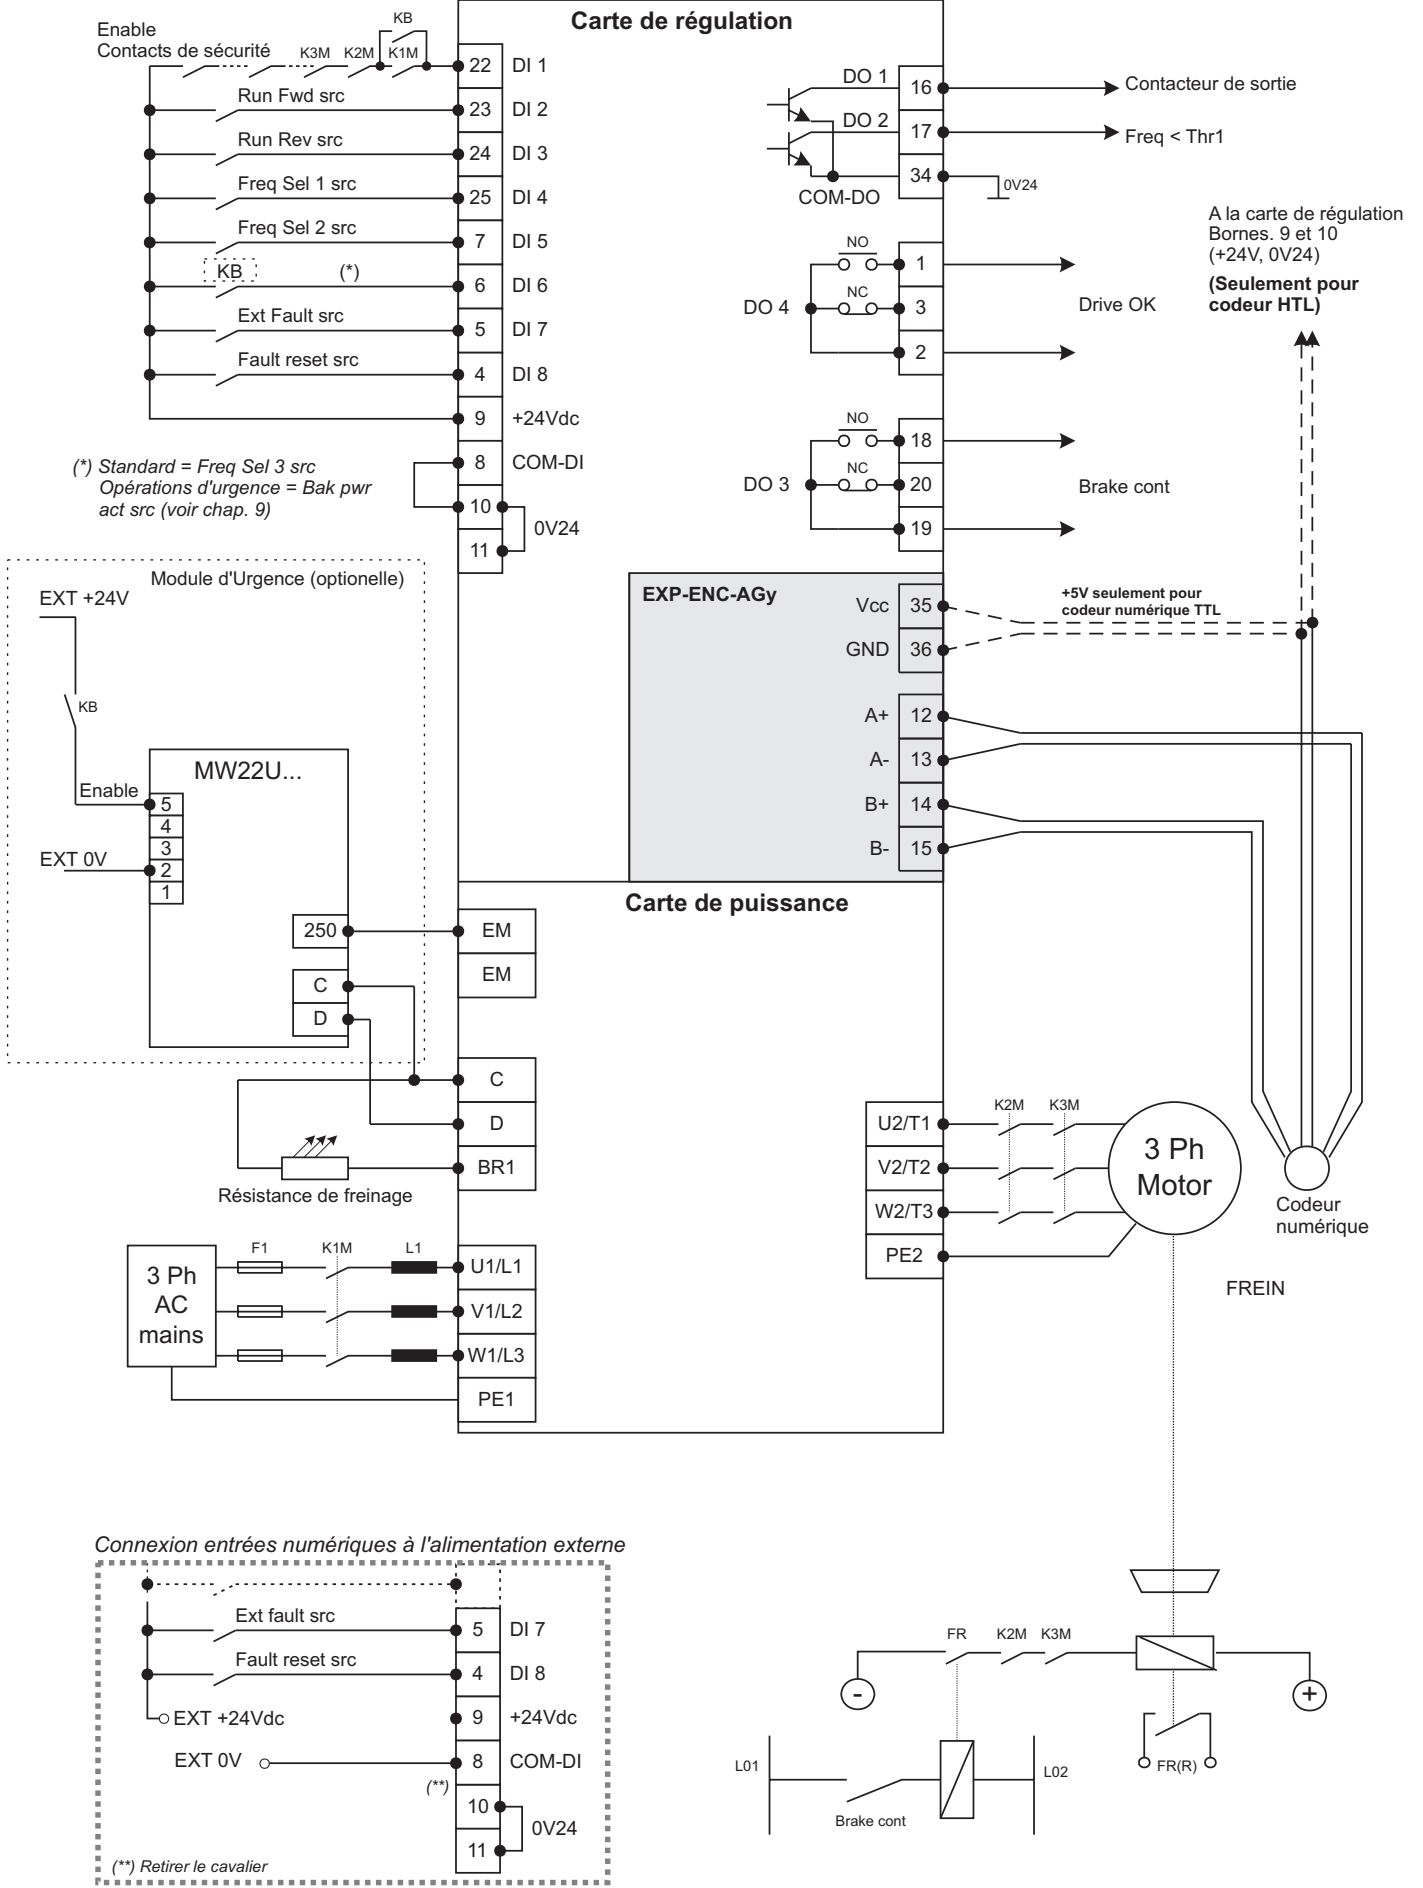 Carte de régulation
Enable
Contacts de sécurité
K3M
K2M
K1M
KB
22 DI 1
Run Fwd src
23 DI 2
Run Rev src
24 DI 3
Freq Sel 1 src
25 DI 4
Freq Sel 2 src
7 DI 5
KB (*)
6 DI 6
Ext Fault src
5 DI 7
Fault reset src
4 DI 8
9 +24Vdc
8 COM-DI
10
11
0V24
(*) Standard = Freq Sel 3 src
Opérations d'urgence = Bak pwr
act src (voir chap. 9)
DO 1 16 Contacteur de sortie
DO 2 17 Freq < Thr1
COM-DO 34 0V24
A la carte de régulation
Bornes. 9 et 10
(+24V, 0V24)
(Seulement pour
codeur HTL)
NO 1
DO 4 NC 3 Drive OK
2
NO 18
DO 3 NC 20 Brake cont
19
EXP-ENC-AGy
Vcc 35
GND 36
+5V seulement pour
codeur numérique TTL
A+ 12
A- 13
B+ 14
B- 15
Module d'Urgence (optionelle)
EXT +24V
KB
MW22U...
Enable
5
4
3
2
1
EXT 0V
250
C
D
Carte de puissance
EM
EM
C
D
BR1
Résistance de freinage
3 Ph
AC
mains
F1
K1M
L1
U1/L1
V1/L2
W1/L3
PE1
U2/T1
V2/T2
W2/T3
PE2
K2M
K3M
3 Ph
Motor
Codeur
numérique
FREIN
Connexion entrées numériques à l'alimentation externe
Ext fault src
5 DI 7
Fault reset src
4 DI 8
EXT +24Vdc
9 +24Vdc
EXT 0V
8 COM-DI
(**)
10
11
0V24
(**) Retirer le cavalier
FR
K2M
K3M
-
+
FR(R)
L01
Brake cont
L02